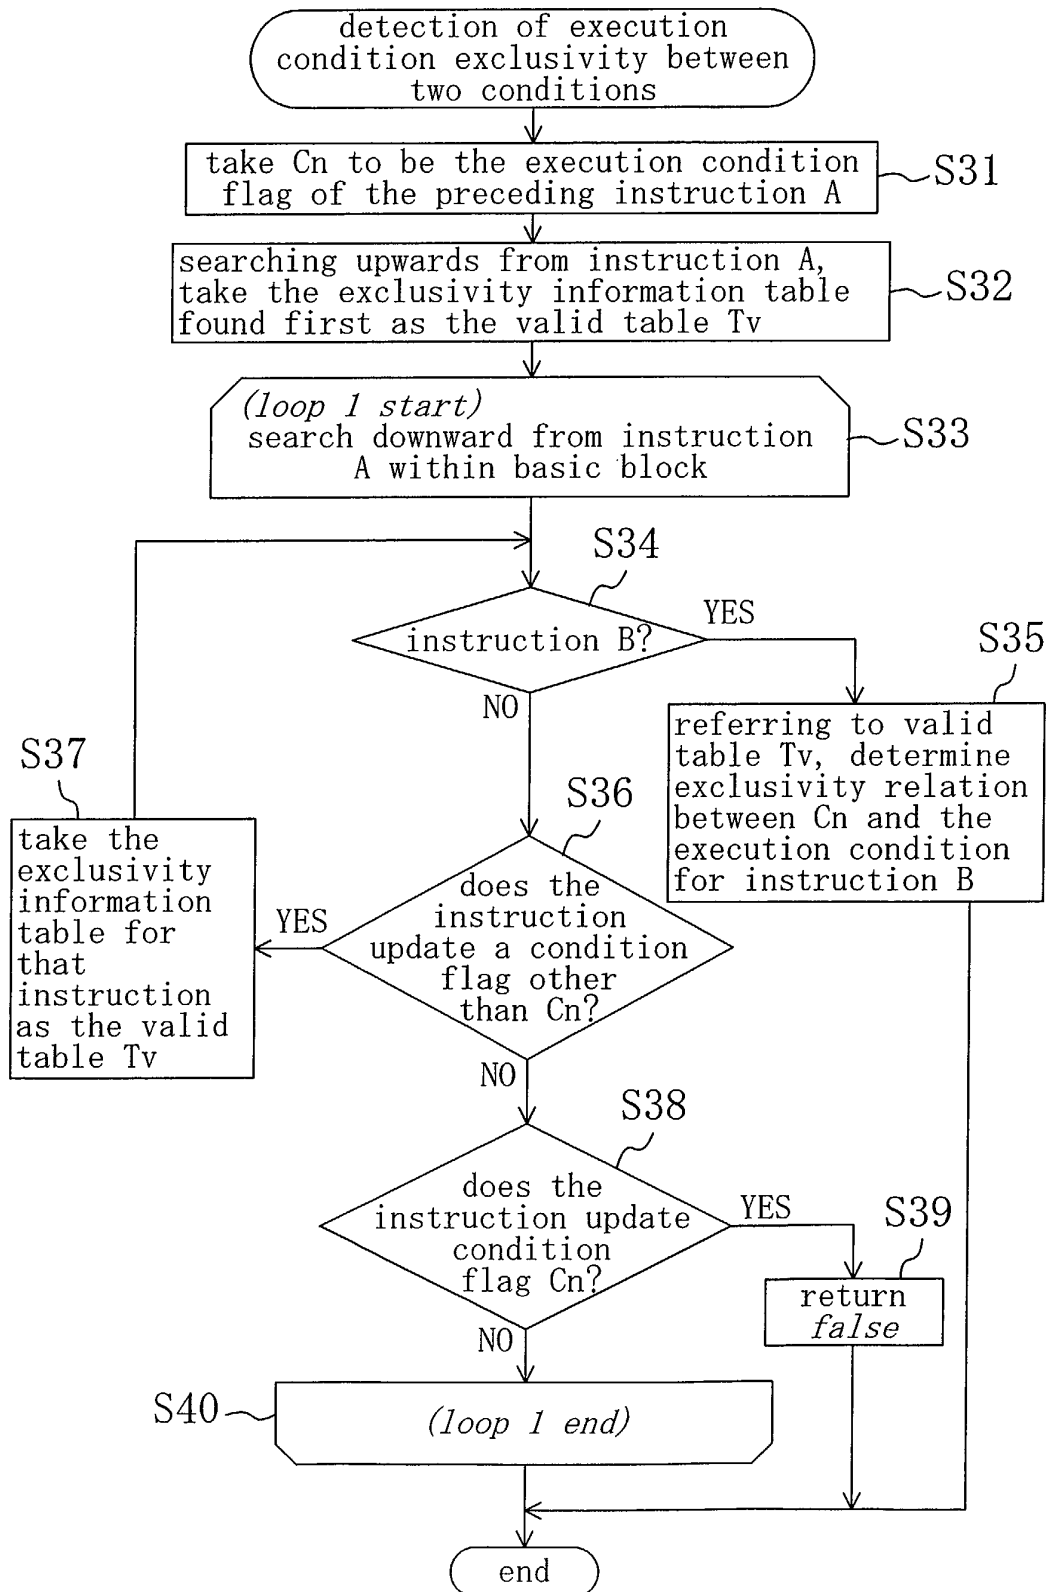 detection of execution
condition exclusivity between
two conditions
take Cn to be the execution condition
flag of the preceding instruction A
S31
searching upwards from instruction A,
take the exclusivity information table
found first as the valid table Tv
S32
(loop 1 start)
search downward from instruction
A within basic block
S33
S34
instruction B?
YES
NO
S35
referring to valid
table Tv, determine
exclusivity relation
between Cn and the
execution condition
for instruction B
S36
does the
instruction
update a condition
flag other
than Cn?
YES
NO
S37
take the
exclusivity
information
table for
that
instruction
as the valid
table Tv
S38
does the
instruction update
condition
flag Cn?
YES
NO
S39
return
false
S40
(loop 1 end)
end